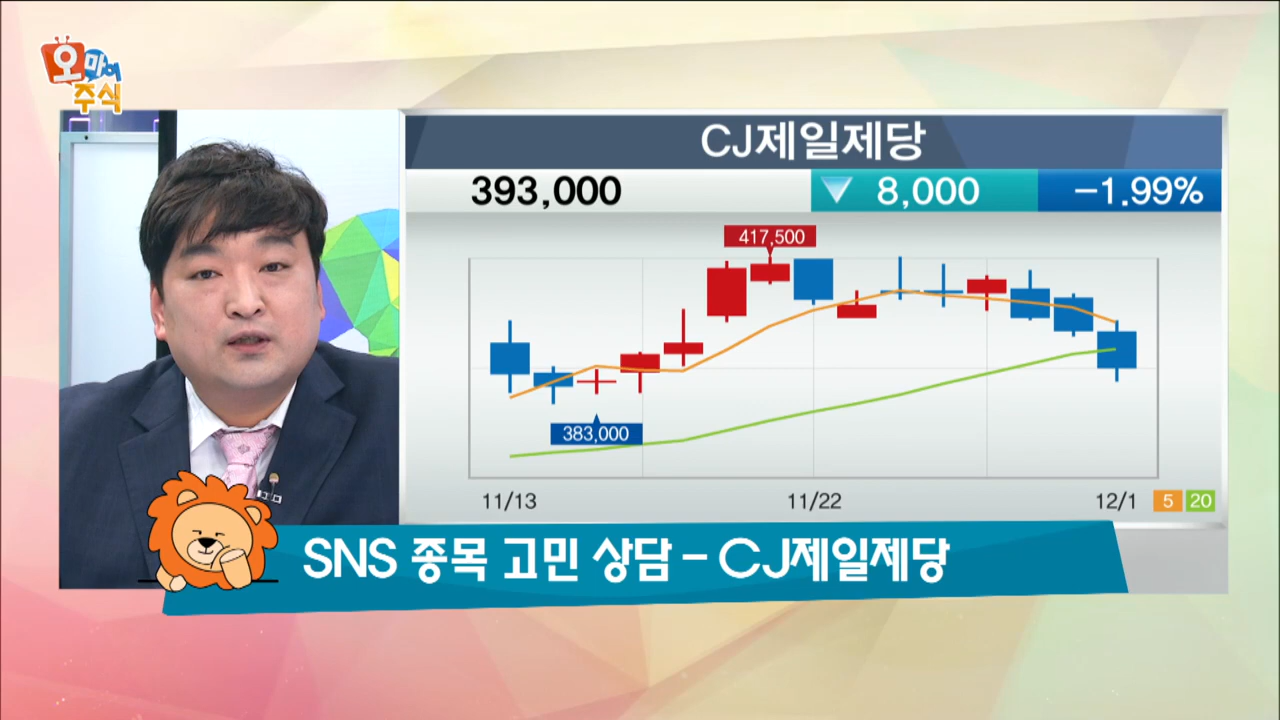 오마이
주식
CJ제일제당
393,000 ▼ 8,000 -1.99%
417,500
383,000
11/13 11/22 12/1 5 20
SNS 종목 고민 상담 - CJ제일제당